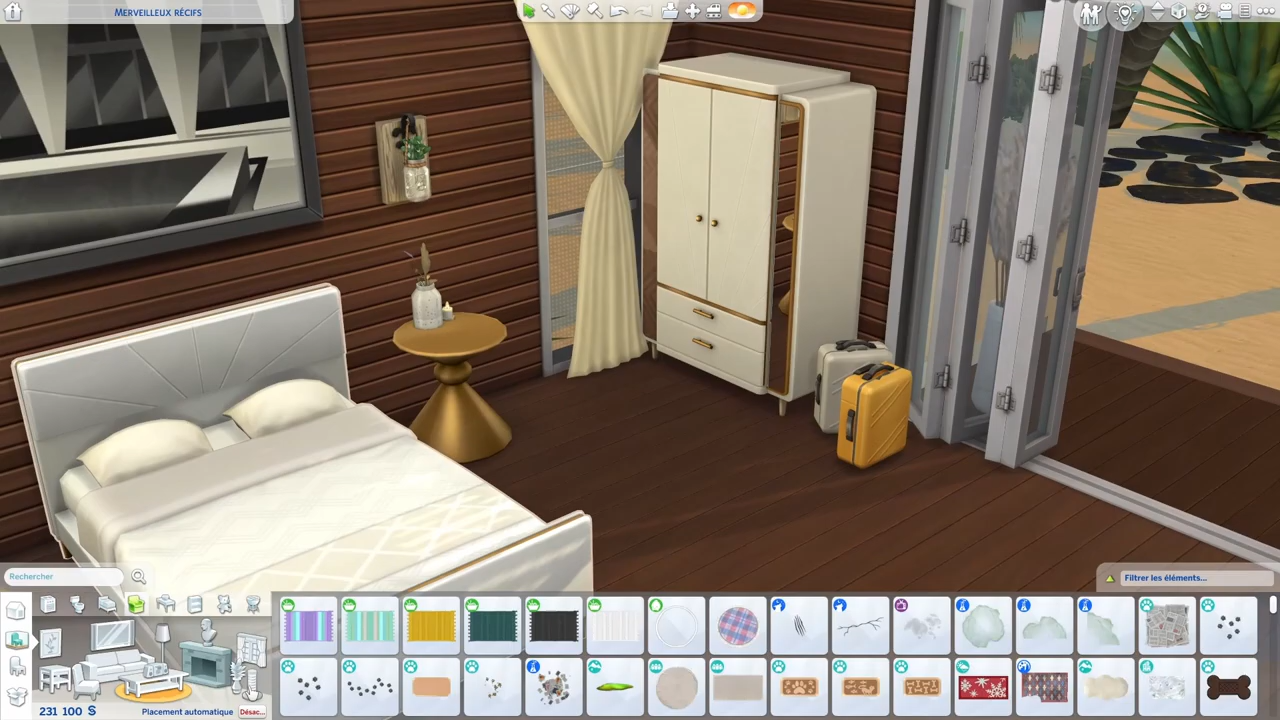 MERVEILLEUX RÉCIFS
Rechercher
Filtrer les éléments...
231 100 $
Placement automatique
Désac...